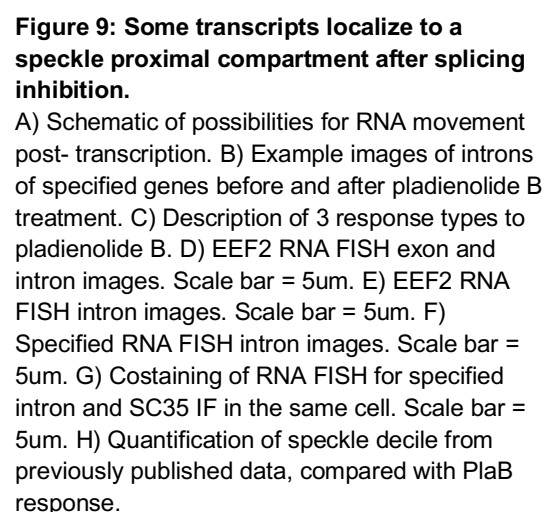 Figure 9: Some transcripts localize to a
speckle proximal compartment after splicing
inhibition.
A) Schematic of possibilities for RNA movement
post- transcription. B) Example images of introns
of specified genes before and after pladienolide B
treatment. C) Description of 3 response types to
pladienolide B. D) EEF2 RNA FISH exon and
intron images. Scale bar = 5um. E) EEF2 RNA
FISH intron images. Scale bar = 5um. F)
Specified RNA FISH intron images. Scale bar =
5um. G) Costaining of RNA FISH for specified
intron and SC35 IF in the same cell. Scale bar =
5um. H) Quantification of speckle decile from
previously published data, compared with PlaB
response.